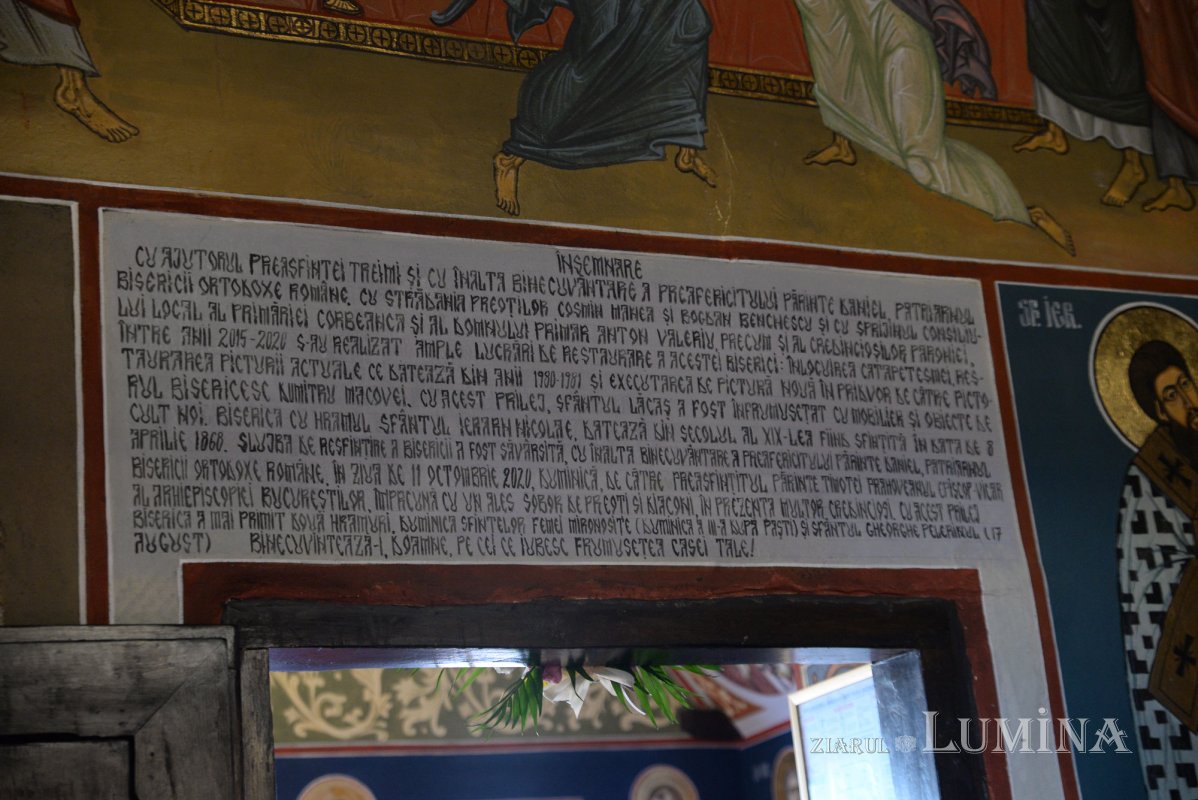 ÎNSEMNARE
CU AJUTORUL PREASFINTEI TREIMI ȘI CU ÎNALTA BINECUVÂNTARE A PREAFERICITULUI PĂRINTE DANIEL, PATRIARHUL
BISERICII ORTODOXE ROMÂNE, CU STRĂDANIA PREOȚILOR COSMIN MANEA ȘI BOGDAN BENCHESCU ȘI CU SPRIJINUL CONSILIU-
LUI LOCAL AL PRIMĂRIEI CORBEANCA ȘI AL DOMNULUI PRIMAR ANTON VALERIU, PRECUM ȘI AL CREDINCIOȘILOR PAROHIEI,
ÎNTRE ANII 2015-2020 S-AU REALIZAT AMPLE LUCRĂRI DE RESTAURARE A ACESTEI BISERICI: ÎNLOCUIREA CATAPETESMEI, RES-
TAURAREA PICTURII ACTUALE CE DATEAZĂ DIN ANII 1980-1981 ȘI EXECUTAREA DE PICTURĂ NOUĂ ÎN PRIDVOR DE CĂTRE PICTO-
RUL BISERICESC DUMITRU MACOVEI. CU ACEST PRILEJ, SFÂNTUL LĂCAȘ A FOST ÎNFRUMUSEȚAT CU MOBILIER ȘI OBIECTE DE
CULT NOI. BISERICA CU HRAMUL SFÂNTUL IERARH NICOLAE, DATEAZĂ DIN SECOLUL AL XIX-LEA FIIND SFINȚITĂ ÎN DATA DE 8
APRILIE 1868. SLUJBA DE RESFINȚIRE A BISERICII A FOST SĂVÂRȘITĂ, CU ÎNALTA BINECUVÂNTARE A PREAFERICITULUI PĂRINTE DANIEL, PATRIARHUL
BISERICII ORTODOXE ROMÂNE, ÎN ZIUA DE 11 OCTOMBRIE 2020, DUMINICĂ, DE CĂTRE PREASFINȚITUL PĂRINTE TIMOTEI PRAHOVEANUL EPISCOP-VICAR
AL ARHIEPISCOPIEI BUCUREȘTILOR, ÎMPREUNĂ CU UN ALES SOBOR DE PREOȚI ȘI DIACONI, ÎN PREZENȚA MULTOR CREDINCIOȘI. CU ACEST PRILEJ
BISERICA A MAI PRIMIT DOUĂ HRAMURI, DUMINICA SFINTELOR FEMEI MIRONOSIȚE (DUMINICA A III-A DUPĂ PAȘTI) ȘI SFÂNTUL GHEORGHE PELERINUL (17
AUGUST) BINECUVINTEAZĂ-I, DOAMNE, PE CEI CE IUBESC FRUMUSEȚEA CASEI TALE!
SF. IER.
ZIARUL LUMINA